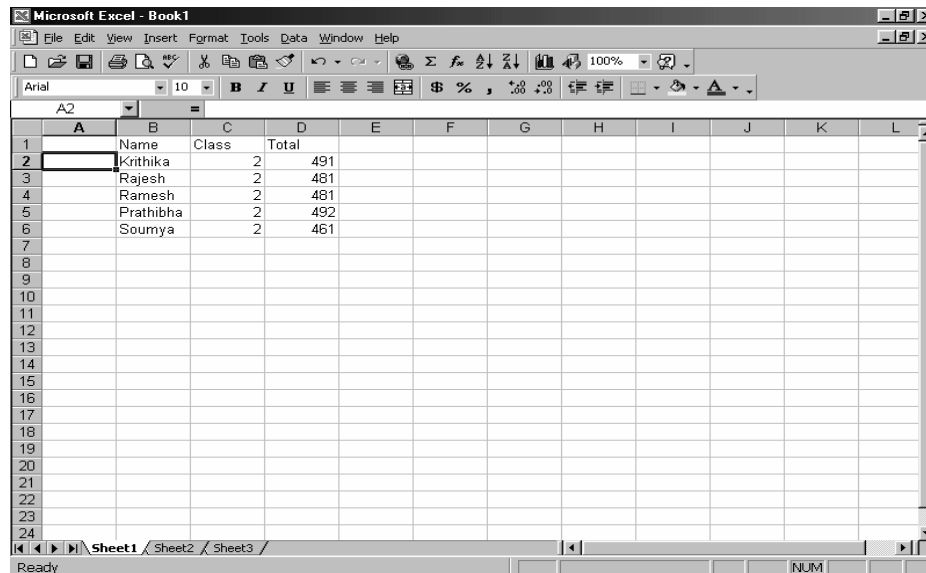 Microsoft Excel - Book1
File Edit View Insert Format Tools Data Window Help
100%
Arial 10 B I U $ % ,
A2 =
A B C D E F G H I J K L
1 Name Class Total
2 Krithika 2 491
3 Rajesh 2 481
4 Ramesh 2 481
5 Prathibha 2 492
6 Soumya 2 461
7
8
9
10
11
12
13
14
15
16
17
18
19
20
21
22
23
24
Sheet1 Sheet2 Sheet3
Ready NUM